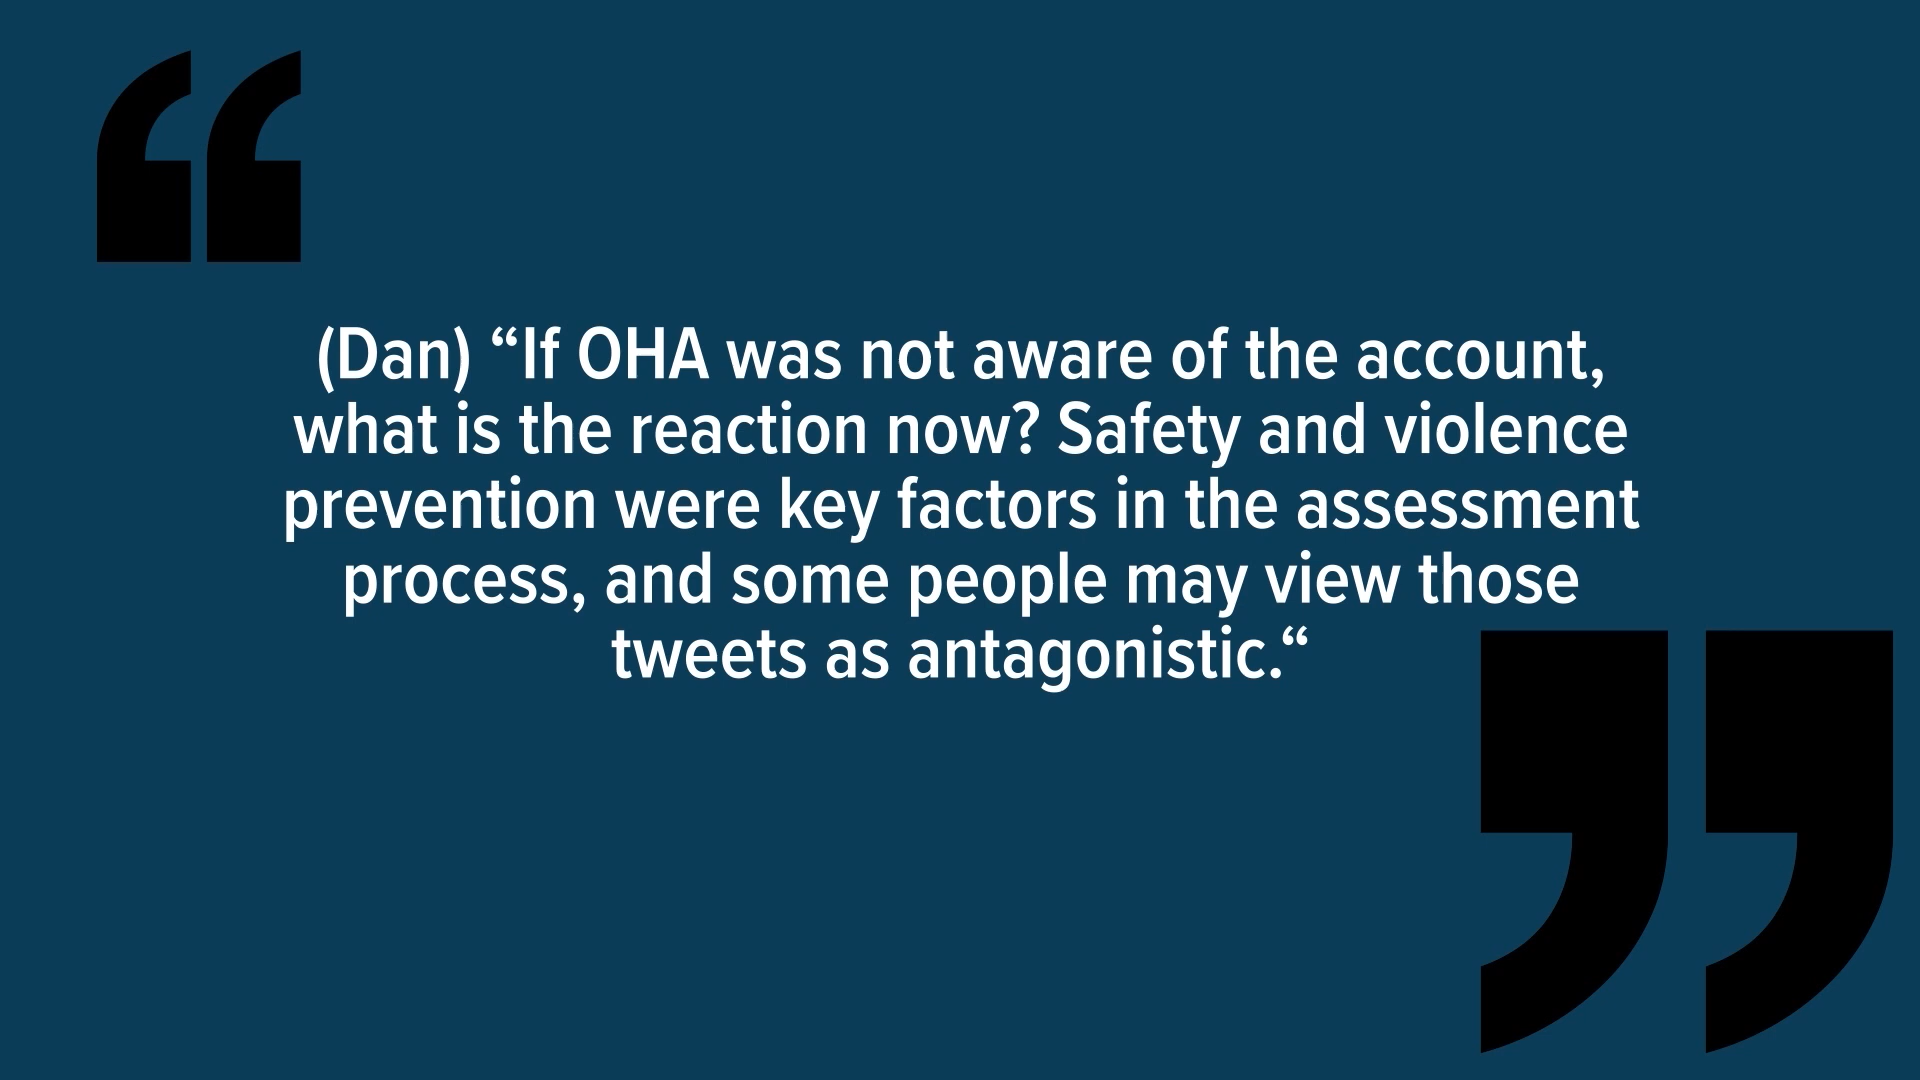 (Dan) “If OHA was not aware of the account,
what is the reaction now? Safety and violence
prevention were key factors in the assessment
process, and some people may view those
tweets as antagonistic.“